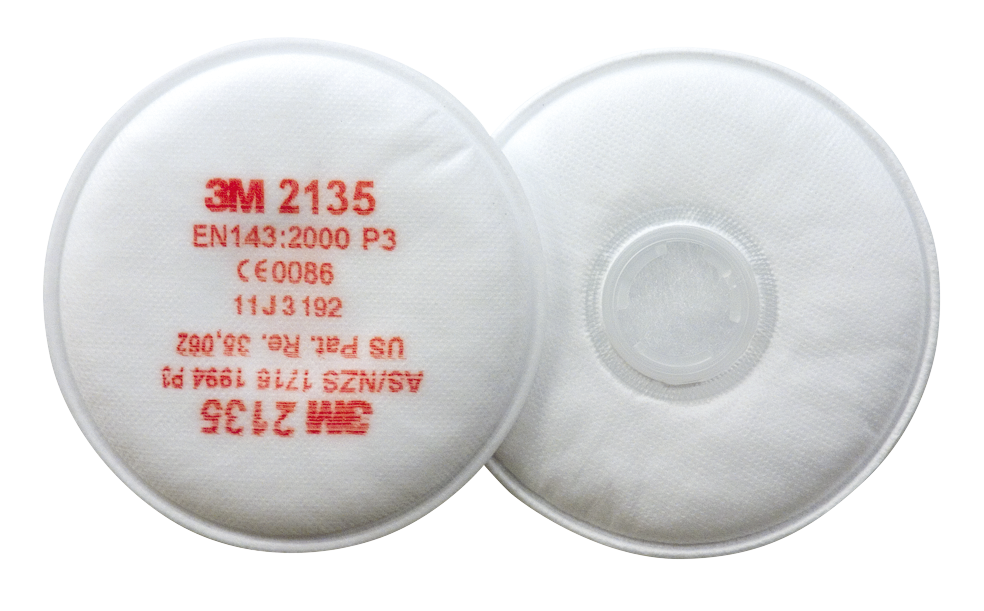 3M 2135
EN143:2000 P3
CE0086
11J3192
US Pat. Re. 35,062
AS/NZS 1716 1994 P3
3M 2135